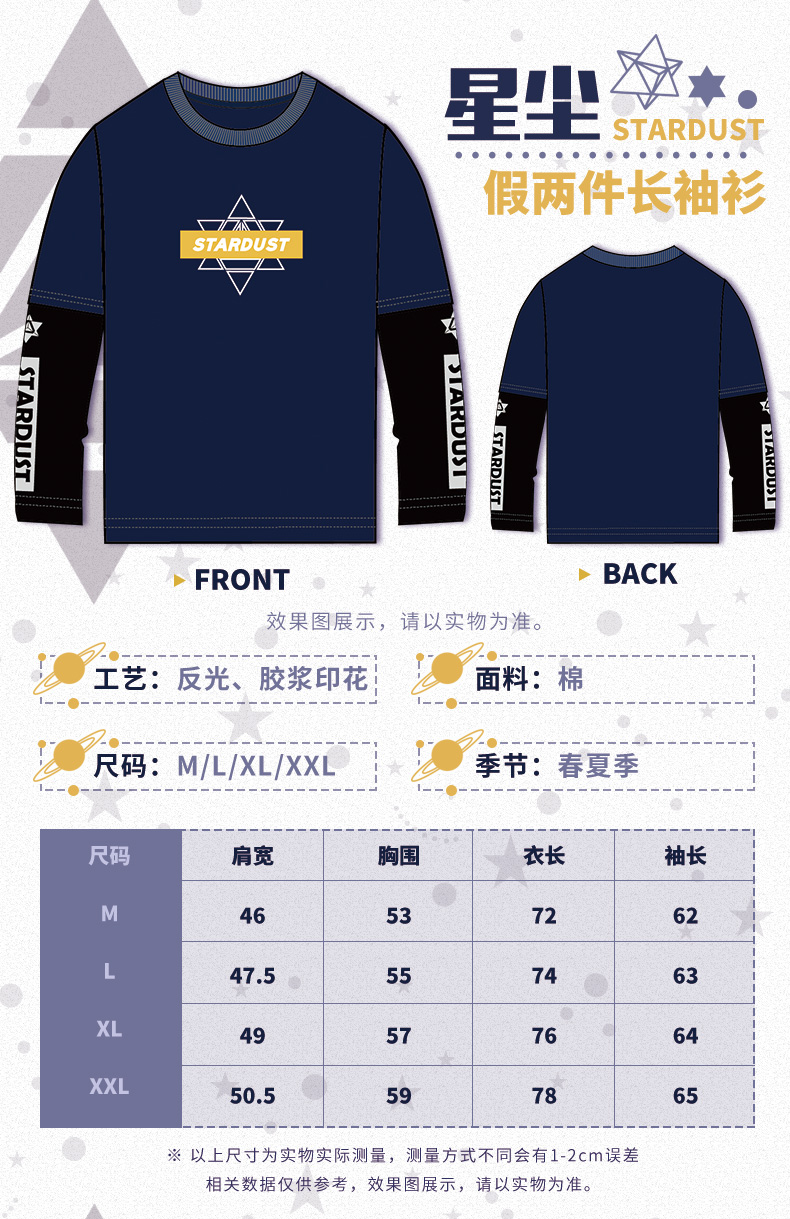 星尘
STARDUST
假两件长袖衫
STARDUST
STARDUST
STARDUST
STARDUST
STARDUST
FRONT
BACK
效果图展示，请以实物为准。
工艺：反光、胶浆印花
面料：棉
尺码：M/L/XL/XXL
季节：春夏季
尺码 肩宽 胸围 衣长 袖长
M 46 53 72 62
L 47.5 55 74 63
XL 49 57 76 64
XXL 50.5 59 78 65
※ 以上尺寸为实物实际测量，测量方式不同会有1-2cm误差
相关数据仅供参考，效果图展示，请以实物为准。